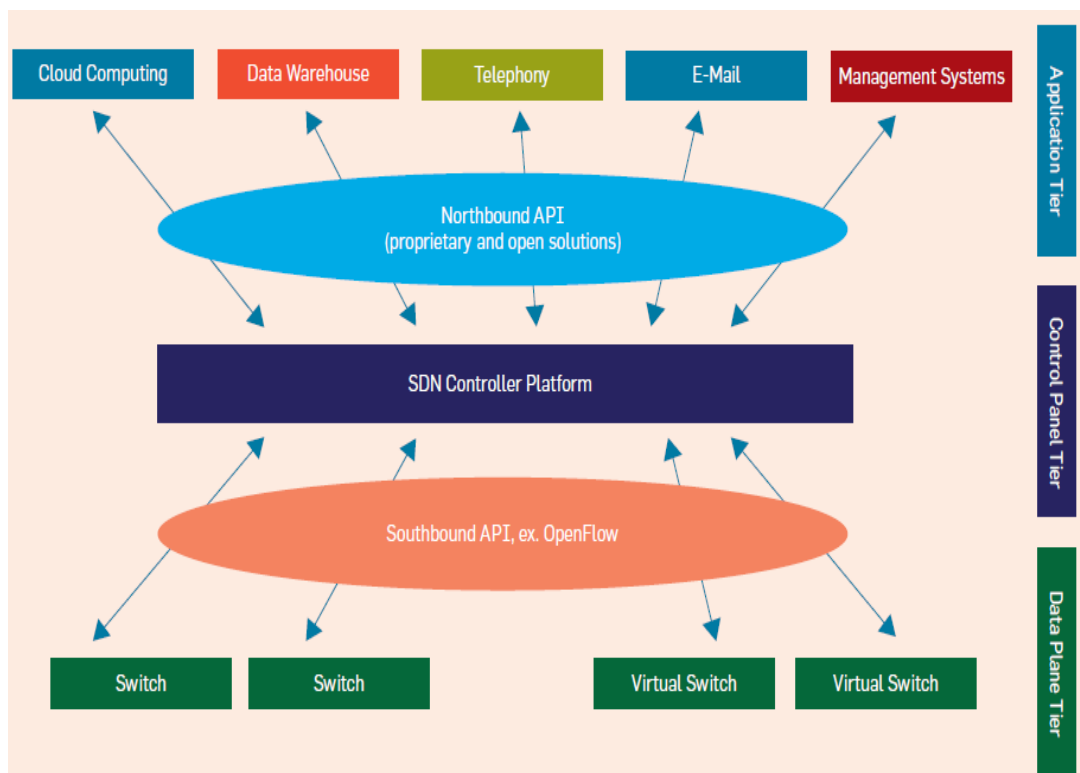 Cloud Computing
Data Warehouse
Telephony
E-Mail
Management Systems
Application Tier
Northbound API
(proprietary and open solutions)
SDN Controller Platform
Control Panel Tier
Southbound API, ex. OpenFlow
Switch
Switch
Virtual Switch
Virtual Switch
Data Plane Tier